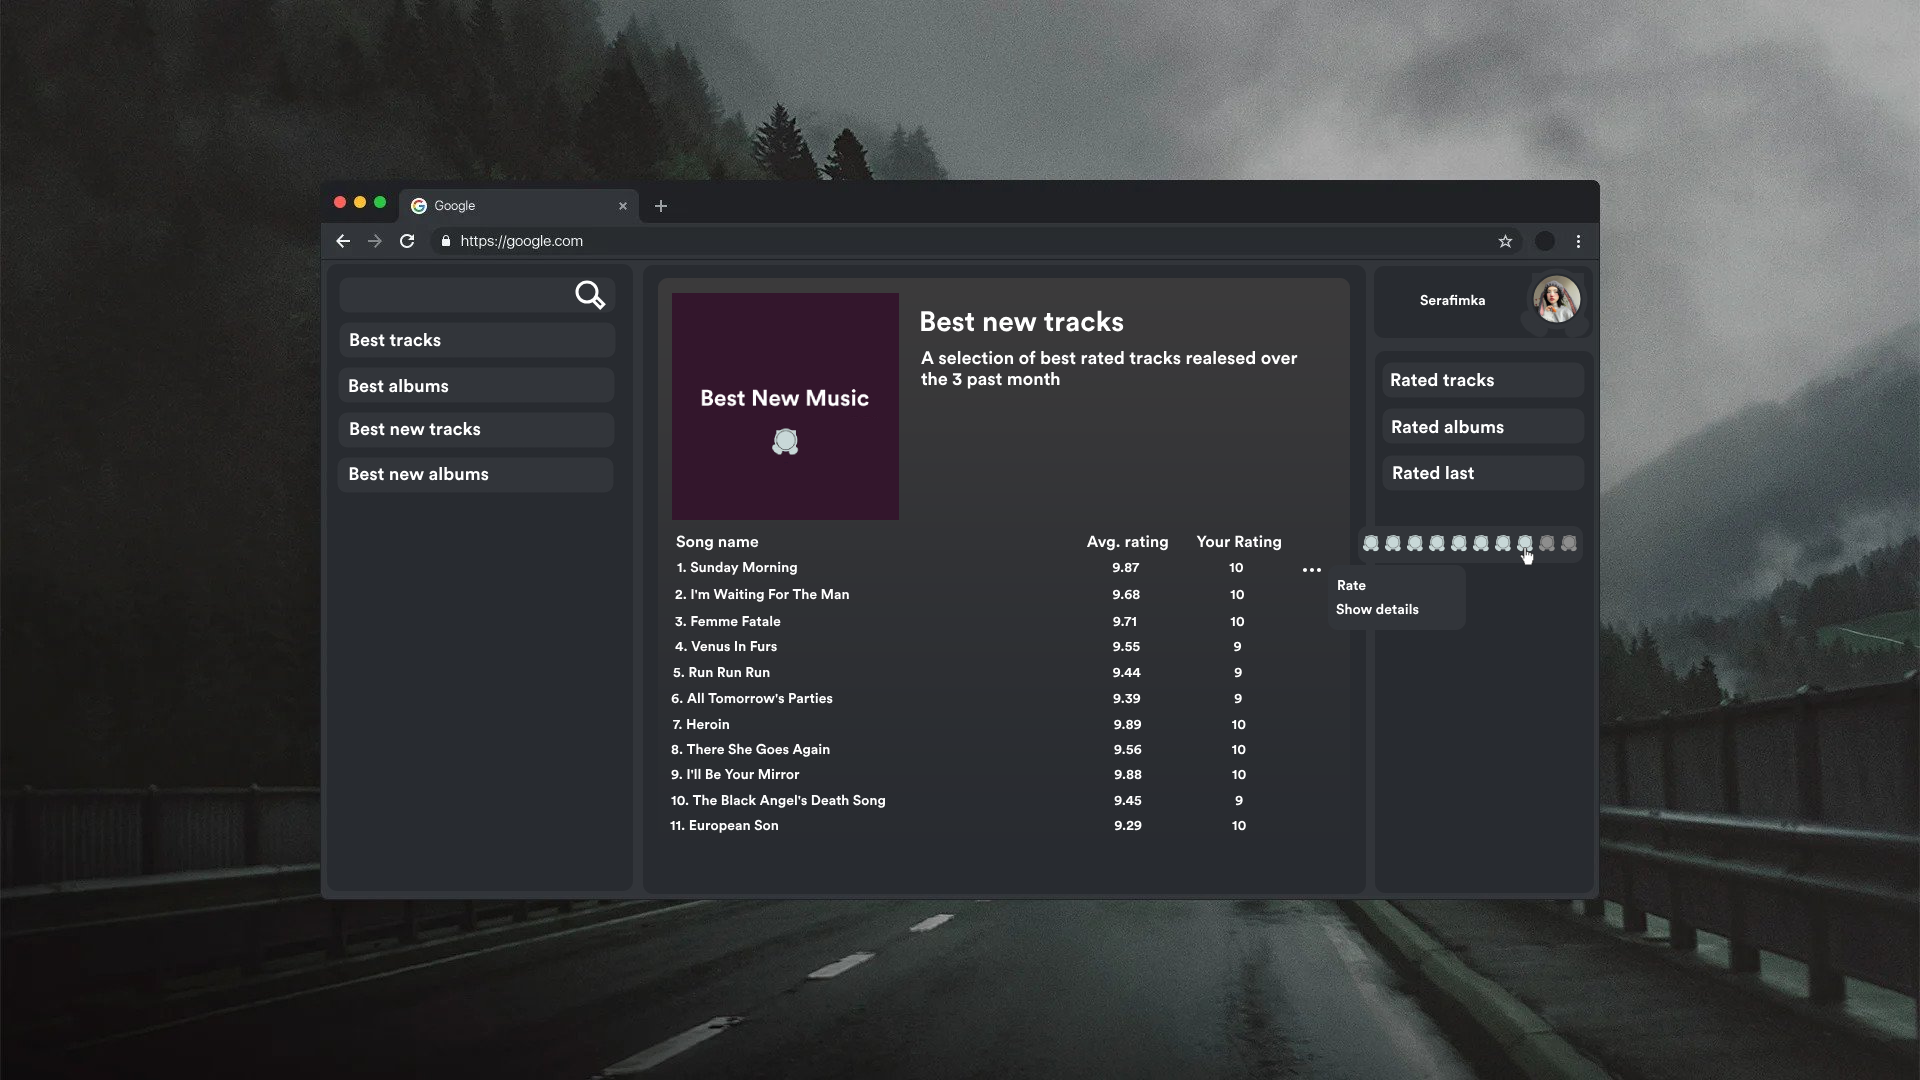 Google
https://google.com
Best tracks
Best albums
Best new tracks
Best new albums
Best New Music
Best new tracks
A selection of best rated tracks realesed over
the 3 past month
Song name Avg. rating Your Rating
1. Sunday Morning 9.87 10
2. I'm Waiting For The Man 9.68 10
3. Femme Fatale 9.71 10
4. Venus In Furs 9.55 9
5. Run Run Run 9.44 9
6. All Tomorrow's Parties 9.39 9
7. Heroin 9.89 10
8. There She Goes Again 9.56 10
9. I'll Be Your Mirror 9.88 10
10. The Black Angel's Death Song 9.45 9
11. European Son 9.29 10
Serafimka
Rated tracks
Rated albums
Rated last
Rate
Show details